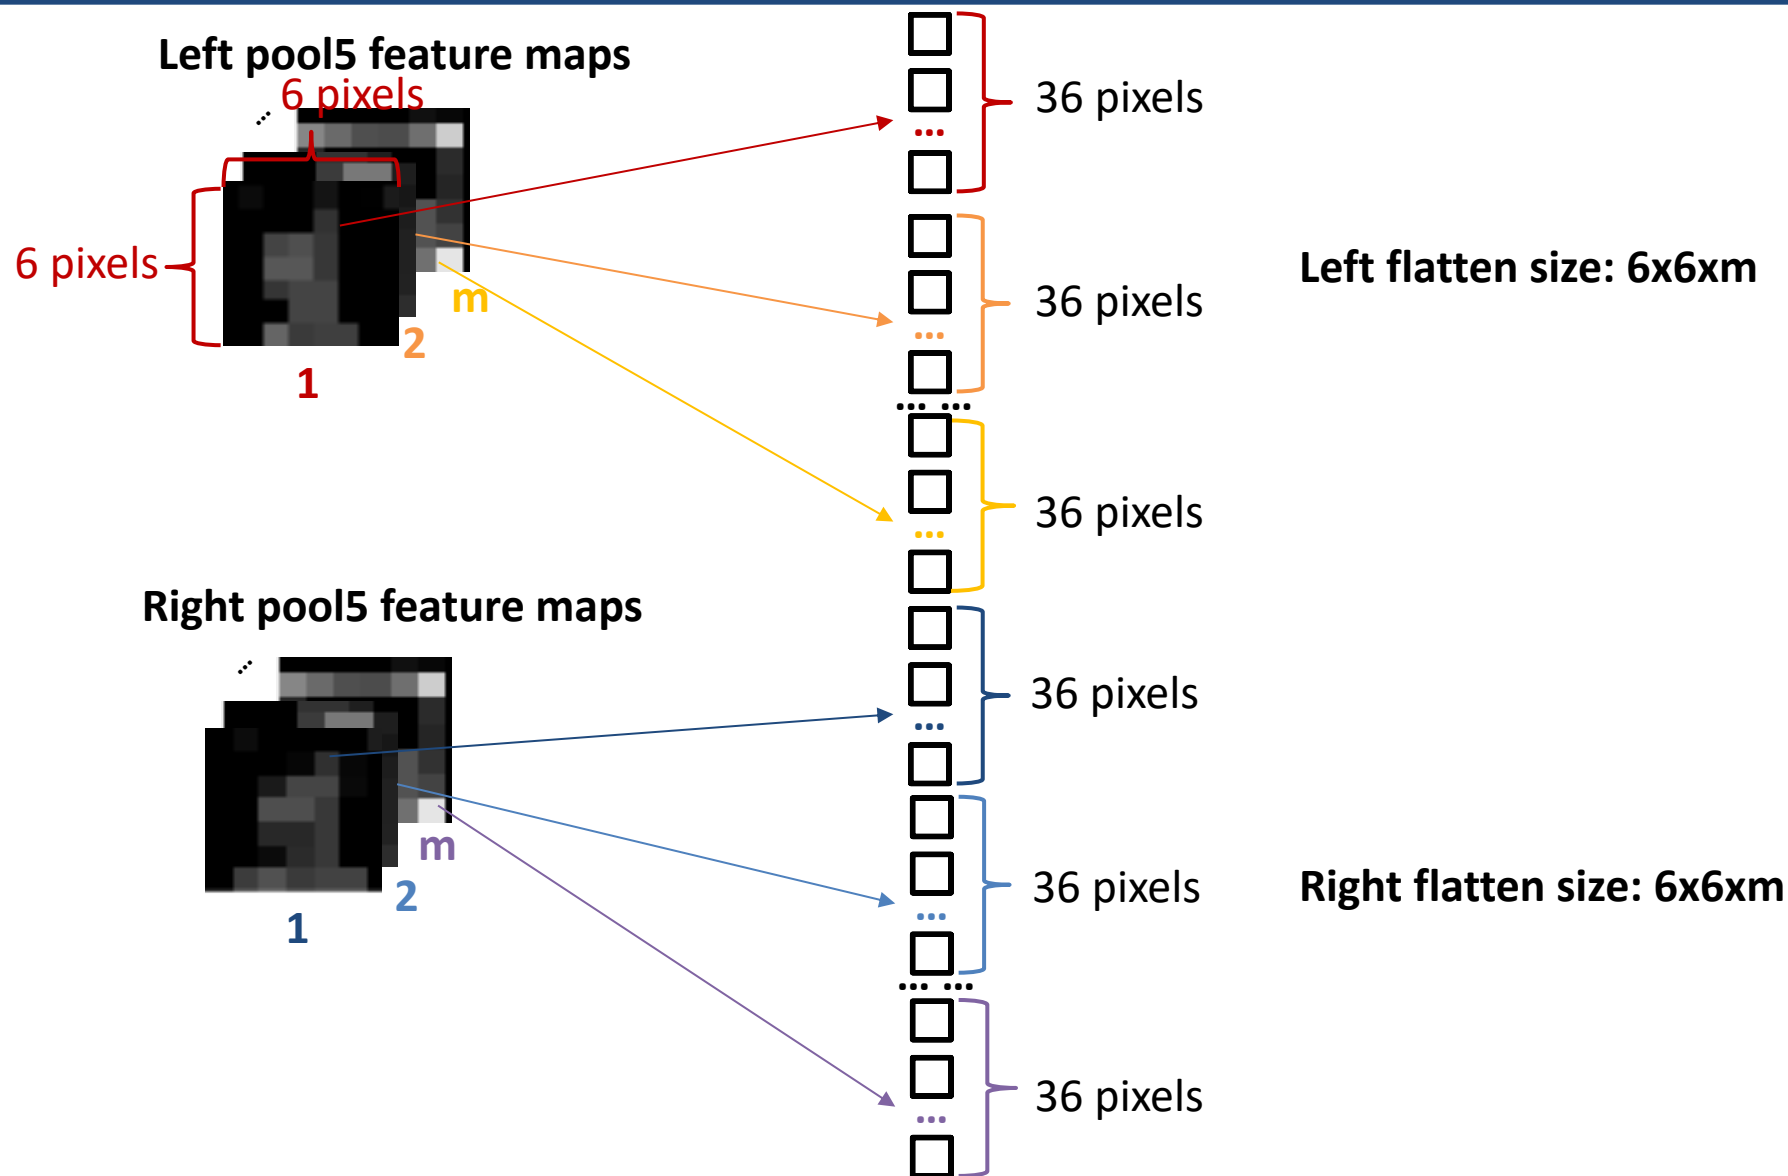 Left pool5 feature maps
6 pixels
...
6 pixels
1
2
m
...
36 pixels
...
36 pixels
Left flatten size: 6x6xm
... ...
...
36 pixels
Right pool5 feature maps
...
1
2
m
...
36 pixels
...
36 pixels
Right flatten size: 6x6xm
... ...
...
36 pixels